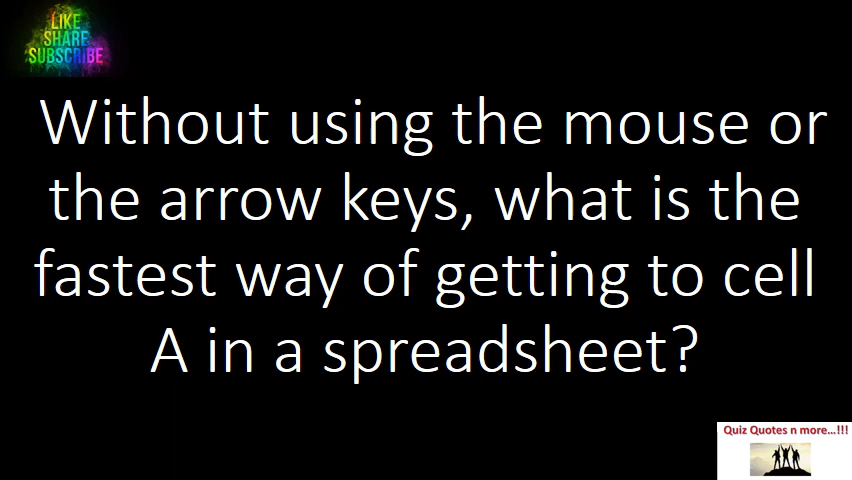 LIKE
SHARE
SUBSCRIBE
Without using the mouse or
the arrow keys, what is the
fastest way of getting to cell
A in a spreadsheet?
Quiz Quotes n more...!!!